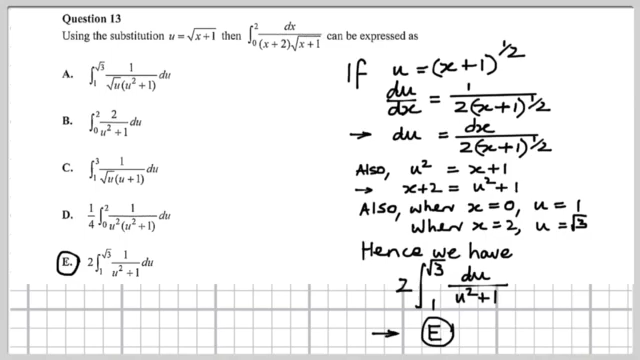 Question 13
Using the substitution u = √(x+1) then ∫₀² dx / ((x+2)√(x+1)) can be expressed as
A. ∫₁^√3 1 / (√u(u²+1)) du
B. ∫₀² 2 / (u²+1) du
C. ∫₁³ 1 / (√u(u+1)) du
D. 1/4 ∫₀² 1 / (u²(u²+1)) du
E. 2 ∫₁^√3 1 / (u²+1) du
If u = (x+1)^1/2
du/dx = 1 / (2(x+1)^1/2)
→ du = dx / (2(x+1)^1/2)
Also, u² = x+1
→ x+2 = u²+1
Also, when x=0, u = 1
when x=2, u = √3
Hence we have
2 ∫₁^√3 du / (u²+1)
→ E